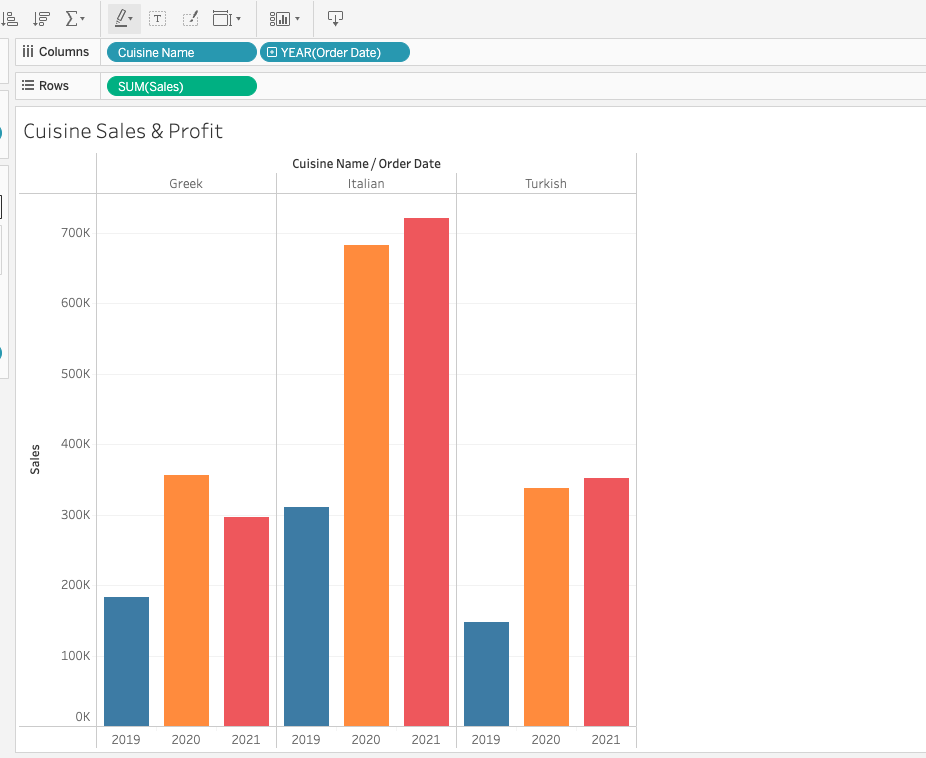 T
Columns
Cuisine Name
YEAR(Order Date)
Rows
SUM(Sales)
Cuisine Sales & Profit
Cuisine Name / Order Date
Greek
Italian
Turkish
Sales
700K
600K
500K
400K
300K
200K
100K
0K
2019 2020 2021 2019 2020 2021 2019 2020 2021